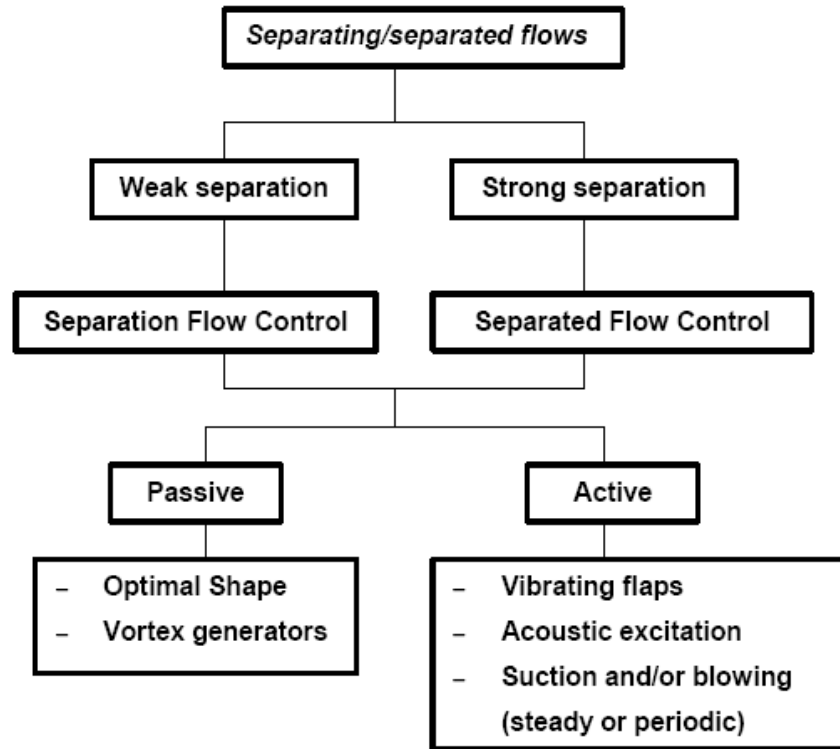 Separating/separated flows
Weak separation
Strong separation
Separation Flow Control
Separated Flow Control
Passive
Active
– Optimal Shape
– Vortex generators
– Vibrating flaps
– Acoustic excitation
– Suction and/or blowing
(steady or periodic)